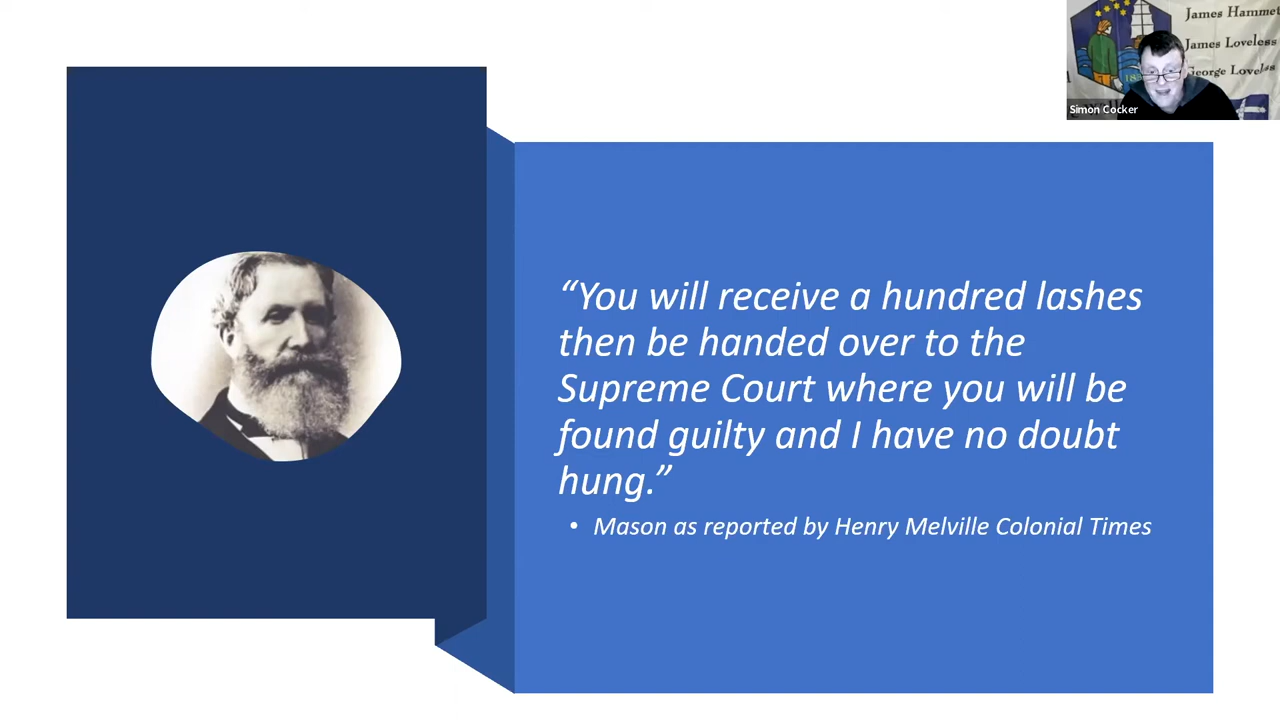 James Hammet
James Loveless
George Loveless
183
Simon Cocker
“You will receive a hundred lashes
then be handed over to the
Supreme Court where you will be
found guilty and I have no doubt
hung.”
• Mason as reported by Henry Melville Colonial Times